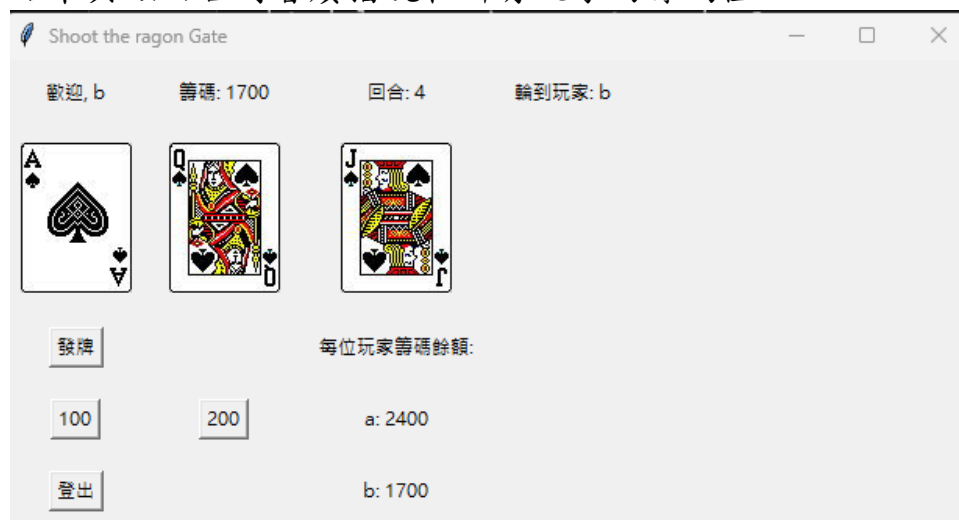 Shoot the ragon Gate
歡迎, b 籌碼: 1700 回合: 4 輪到玩家: b
A Q J
A Q J
發牌 每位玩家籌碼餘額:
100 200 a: 2400
登出 b: 1700